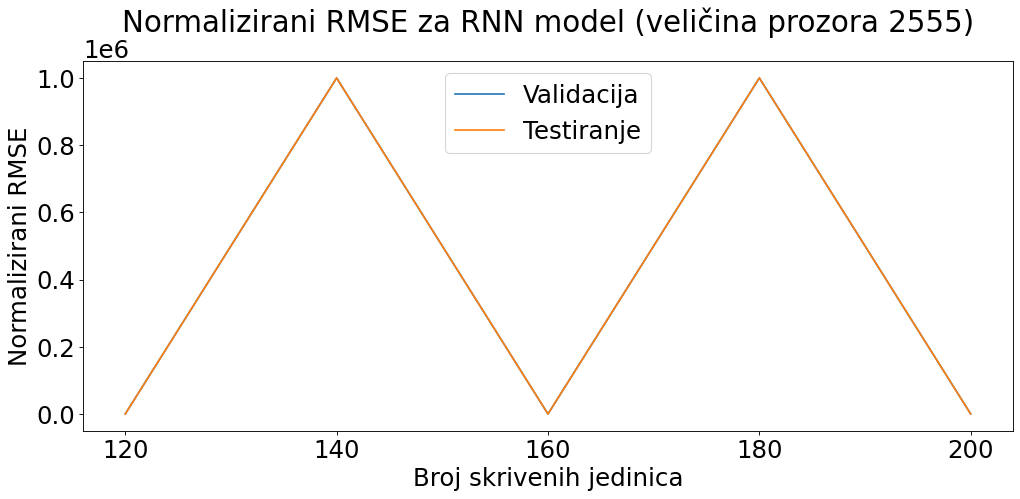 Normalizirani RMSE za RNN model (veličina prozora 2555)
1e6
1.0
0.8
0.6
0.4
0.2
0.0
Normalizirani RMSE
Validacija
Testiranje
120 140 160 180 200
Broj skrivenih jedinica